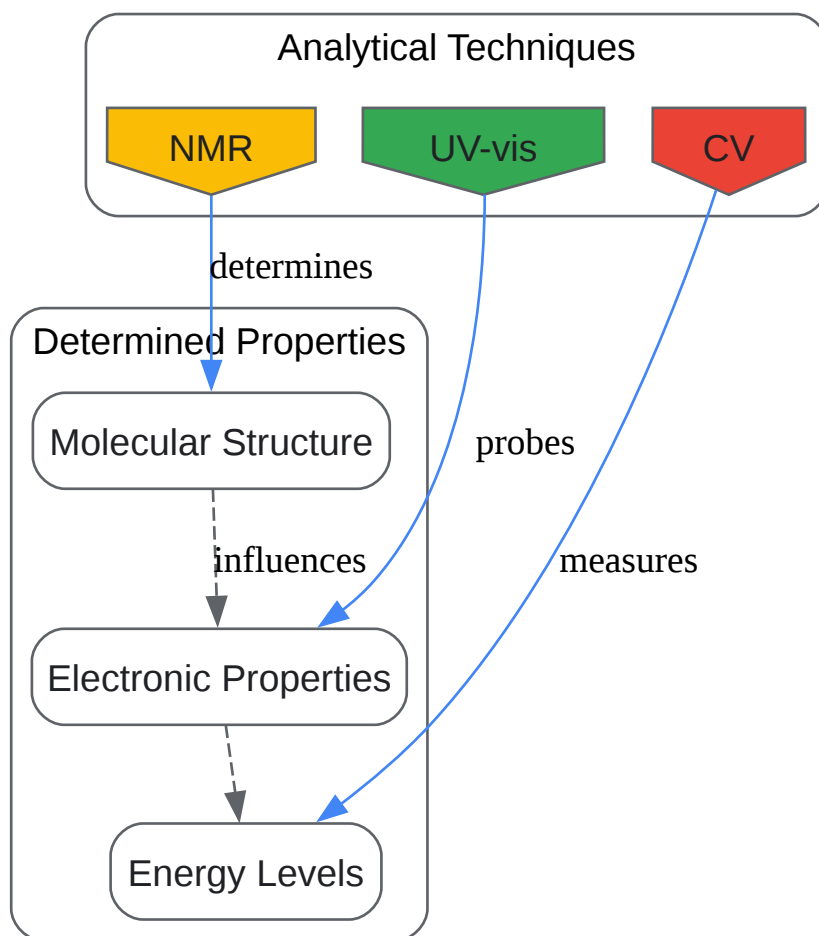 Analytical Techniques
NMR
UV-vis
CV
determines
Determined Properties
Molecular Structure
probes
influences
measures
Electronic Properties
Energy Levels